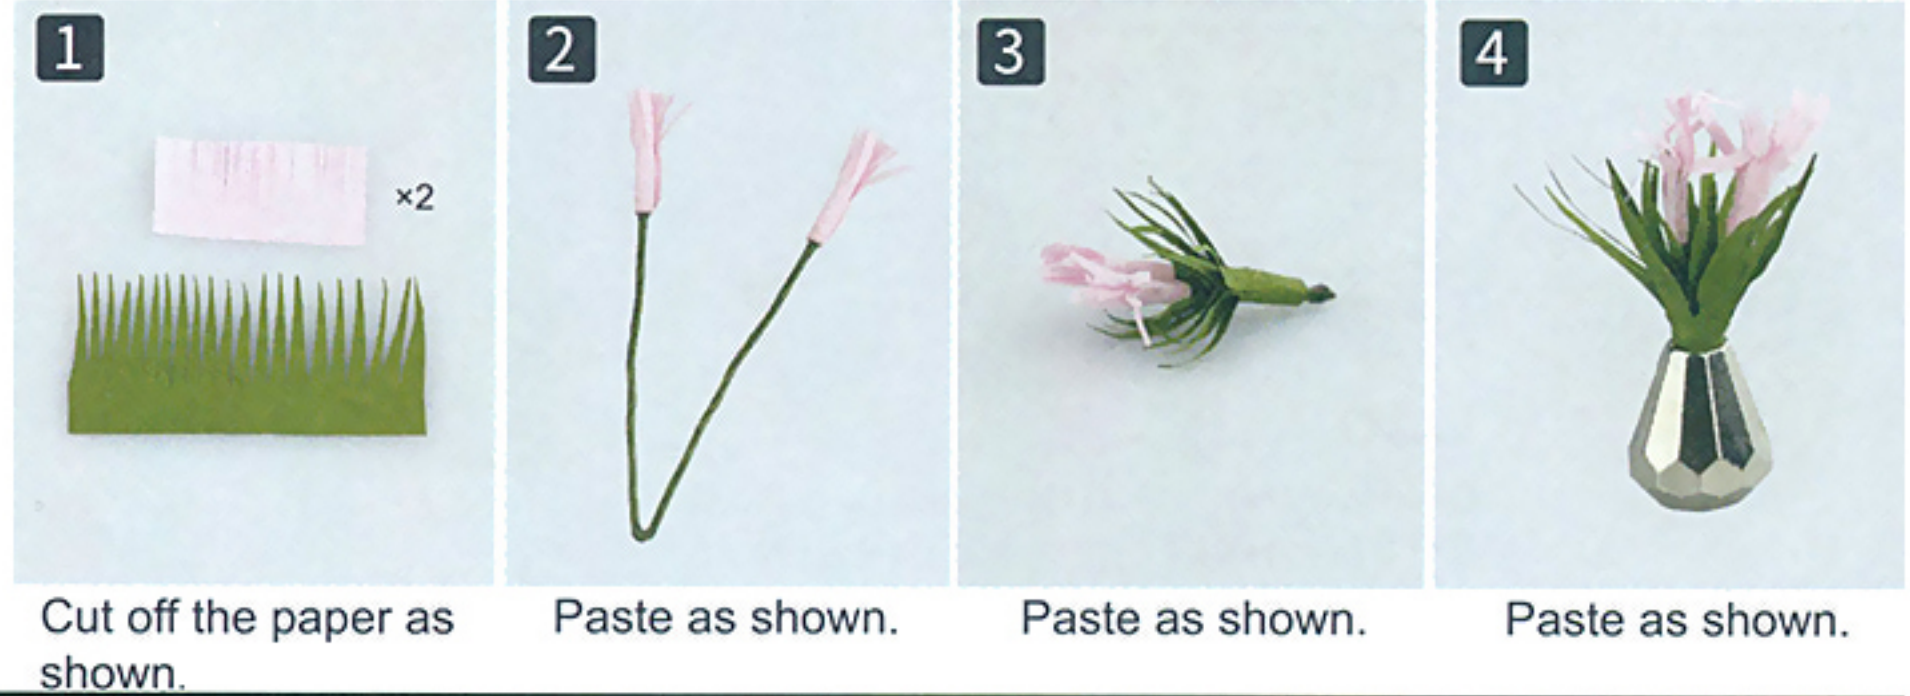 1
2
3
4
×2
Cut off the paper as
shown.
Paste as shown.
Paste as shown.
Paste as shown.